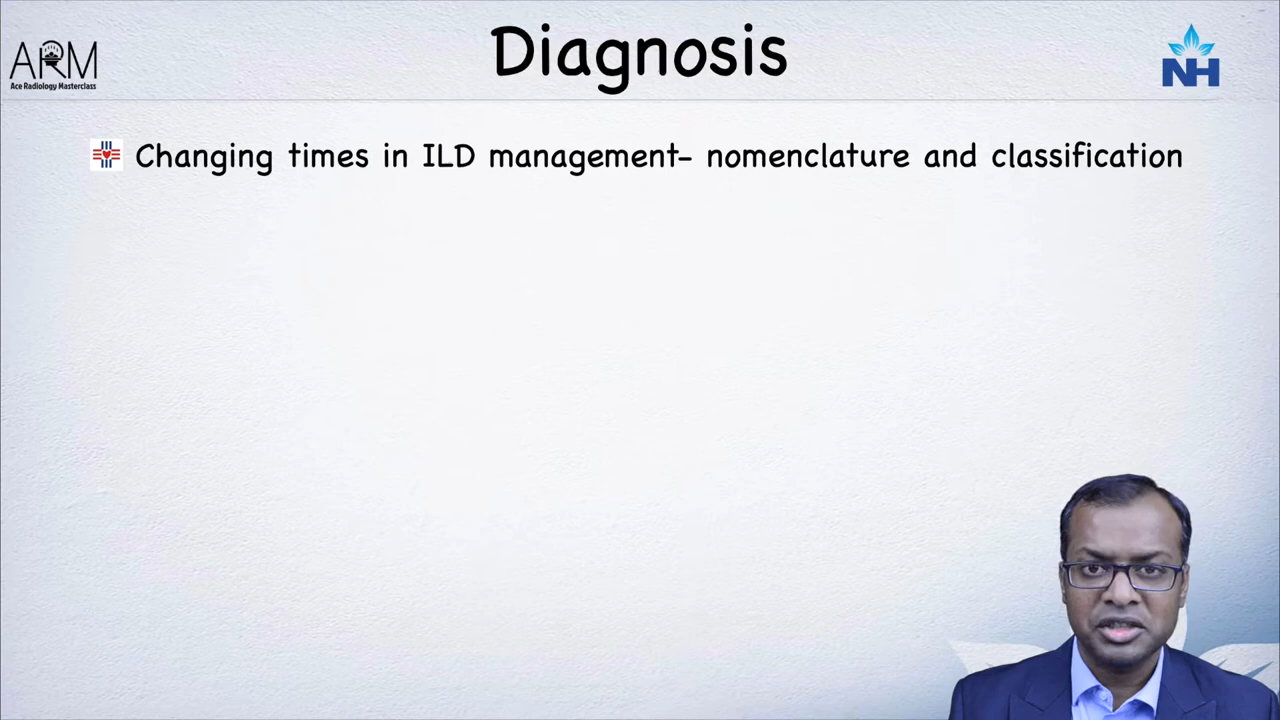 Diagnosis
ARM
Ace Radiology Masterclass
NH
Changing times in ILD management- nomenclature and classification